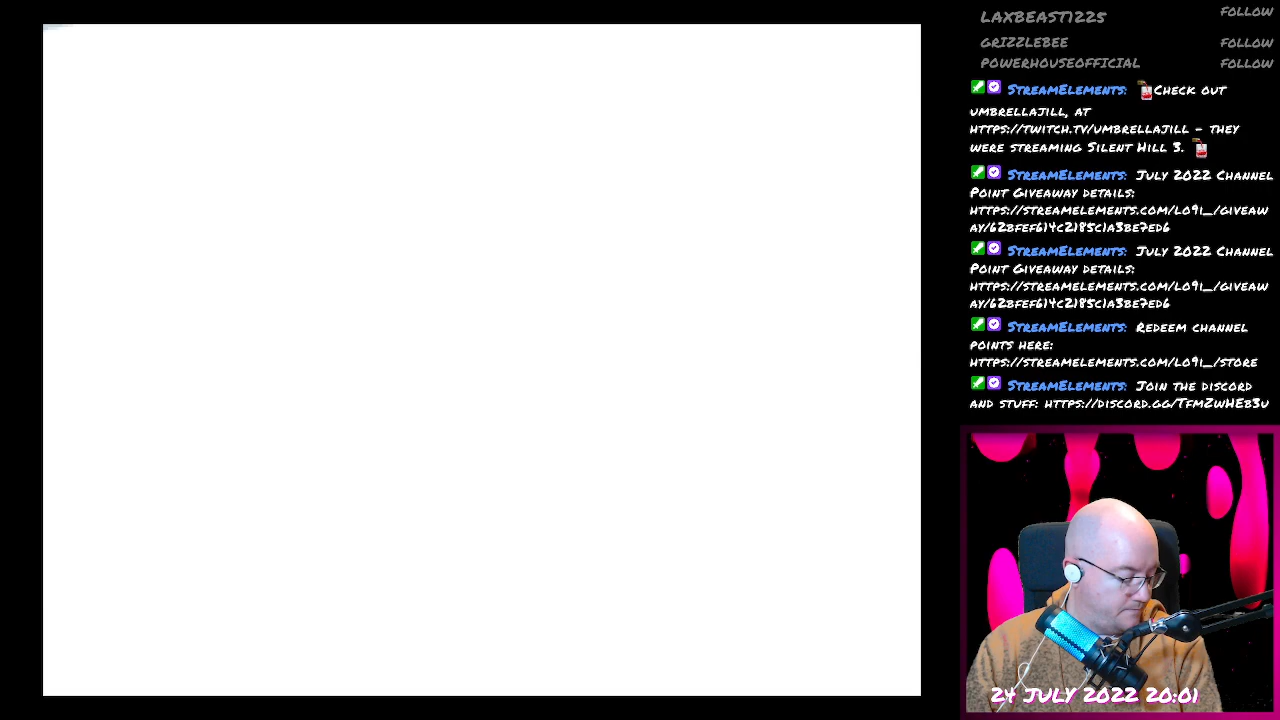 LAXBEAST1225 FOLLOW
GRIZZLEBEE FOLLOW
POWERHOUSEOFFICIAL FOLLOW
StreamElements: Check out
umbrellajill, at
https://twitch.tv/umbrellajill - they
were streaming Silent Hill 3.
StreamElements: July 2022 Channel
Point Giveaway details:
https://streamelements.com/lo9i_/giveaw
ay/62bfef614c2185c1a3be7ed6
StreamElements: July 2022 Channel
Point Giveaway details:
https://streamelements.com/lo9i_/giveaw
ay/62bfef614c2185c1a3be7ed6
StreamElements: Redeem channel
points here:
https://streamelements.com/lo9i_/store
StreamElements: Join the discord
and stuff: https://discord.gg/TfmZwHEb3u
24 JULY 2022 20:01